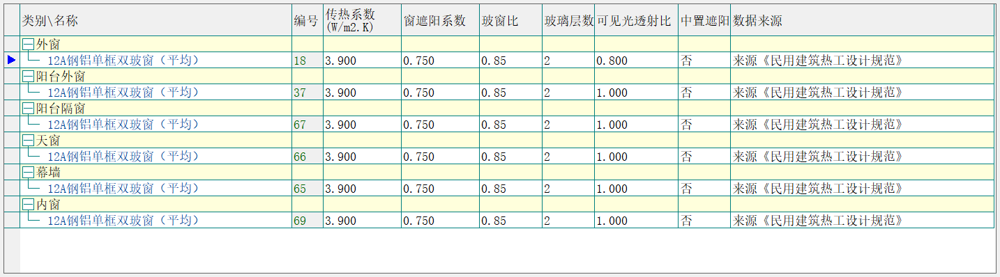 类别\名称 编号 传热系数 (W/m2.K) 窗遮阳系数 玻窗比 玻璃层数 可见光透射比 中置遮阳 数据来源
外窗
12A钢铝单框双玻窗（平均） 18 3.900 0.750 0.85 2 0.800 否 来源《民用建筑热工设计规范》
阳台外窗
12A钢铝单框双玻窗（平均） 37 3.900 0.750 0.85 2 1.000 否 来源《民用建筑热工设计规范》
阳台隔窗
12A钢铝单框双玻窗（平均） 67 3.900 0.750 0.85 2 1.000 否 来源《民用建筑热工设计规范》
天窗
12A钢铝单框双玻窗（平均） 66 3.900 0.750 0.85 2 1.000 否 来源《民用建筑热工设计规范》
幕墙
12A钢铝单框双玻窗（平均） 65 3.900 0.750 0.85 2 1.000 否 来源《民用建筑热工设计规范》
内窗
12A钢铝单框双玻窗（平均） 69 3.900 0.750 0.85 2 1.000 否 来源《民用建筑热工设计规范》